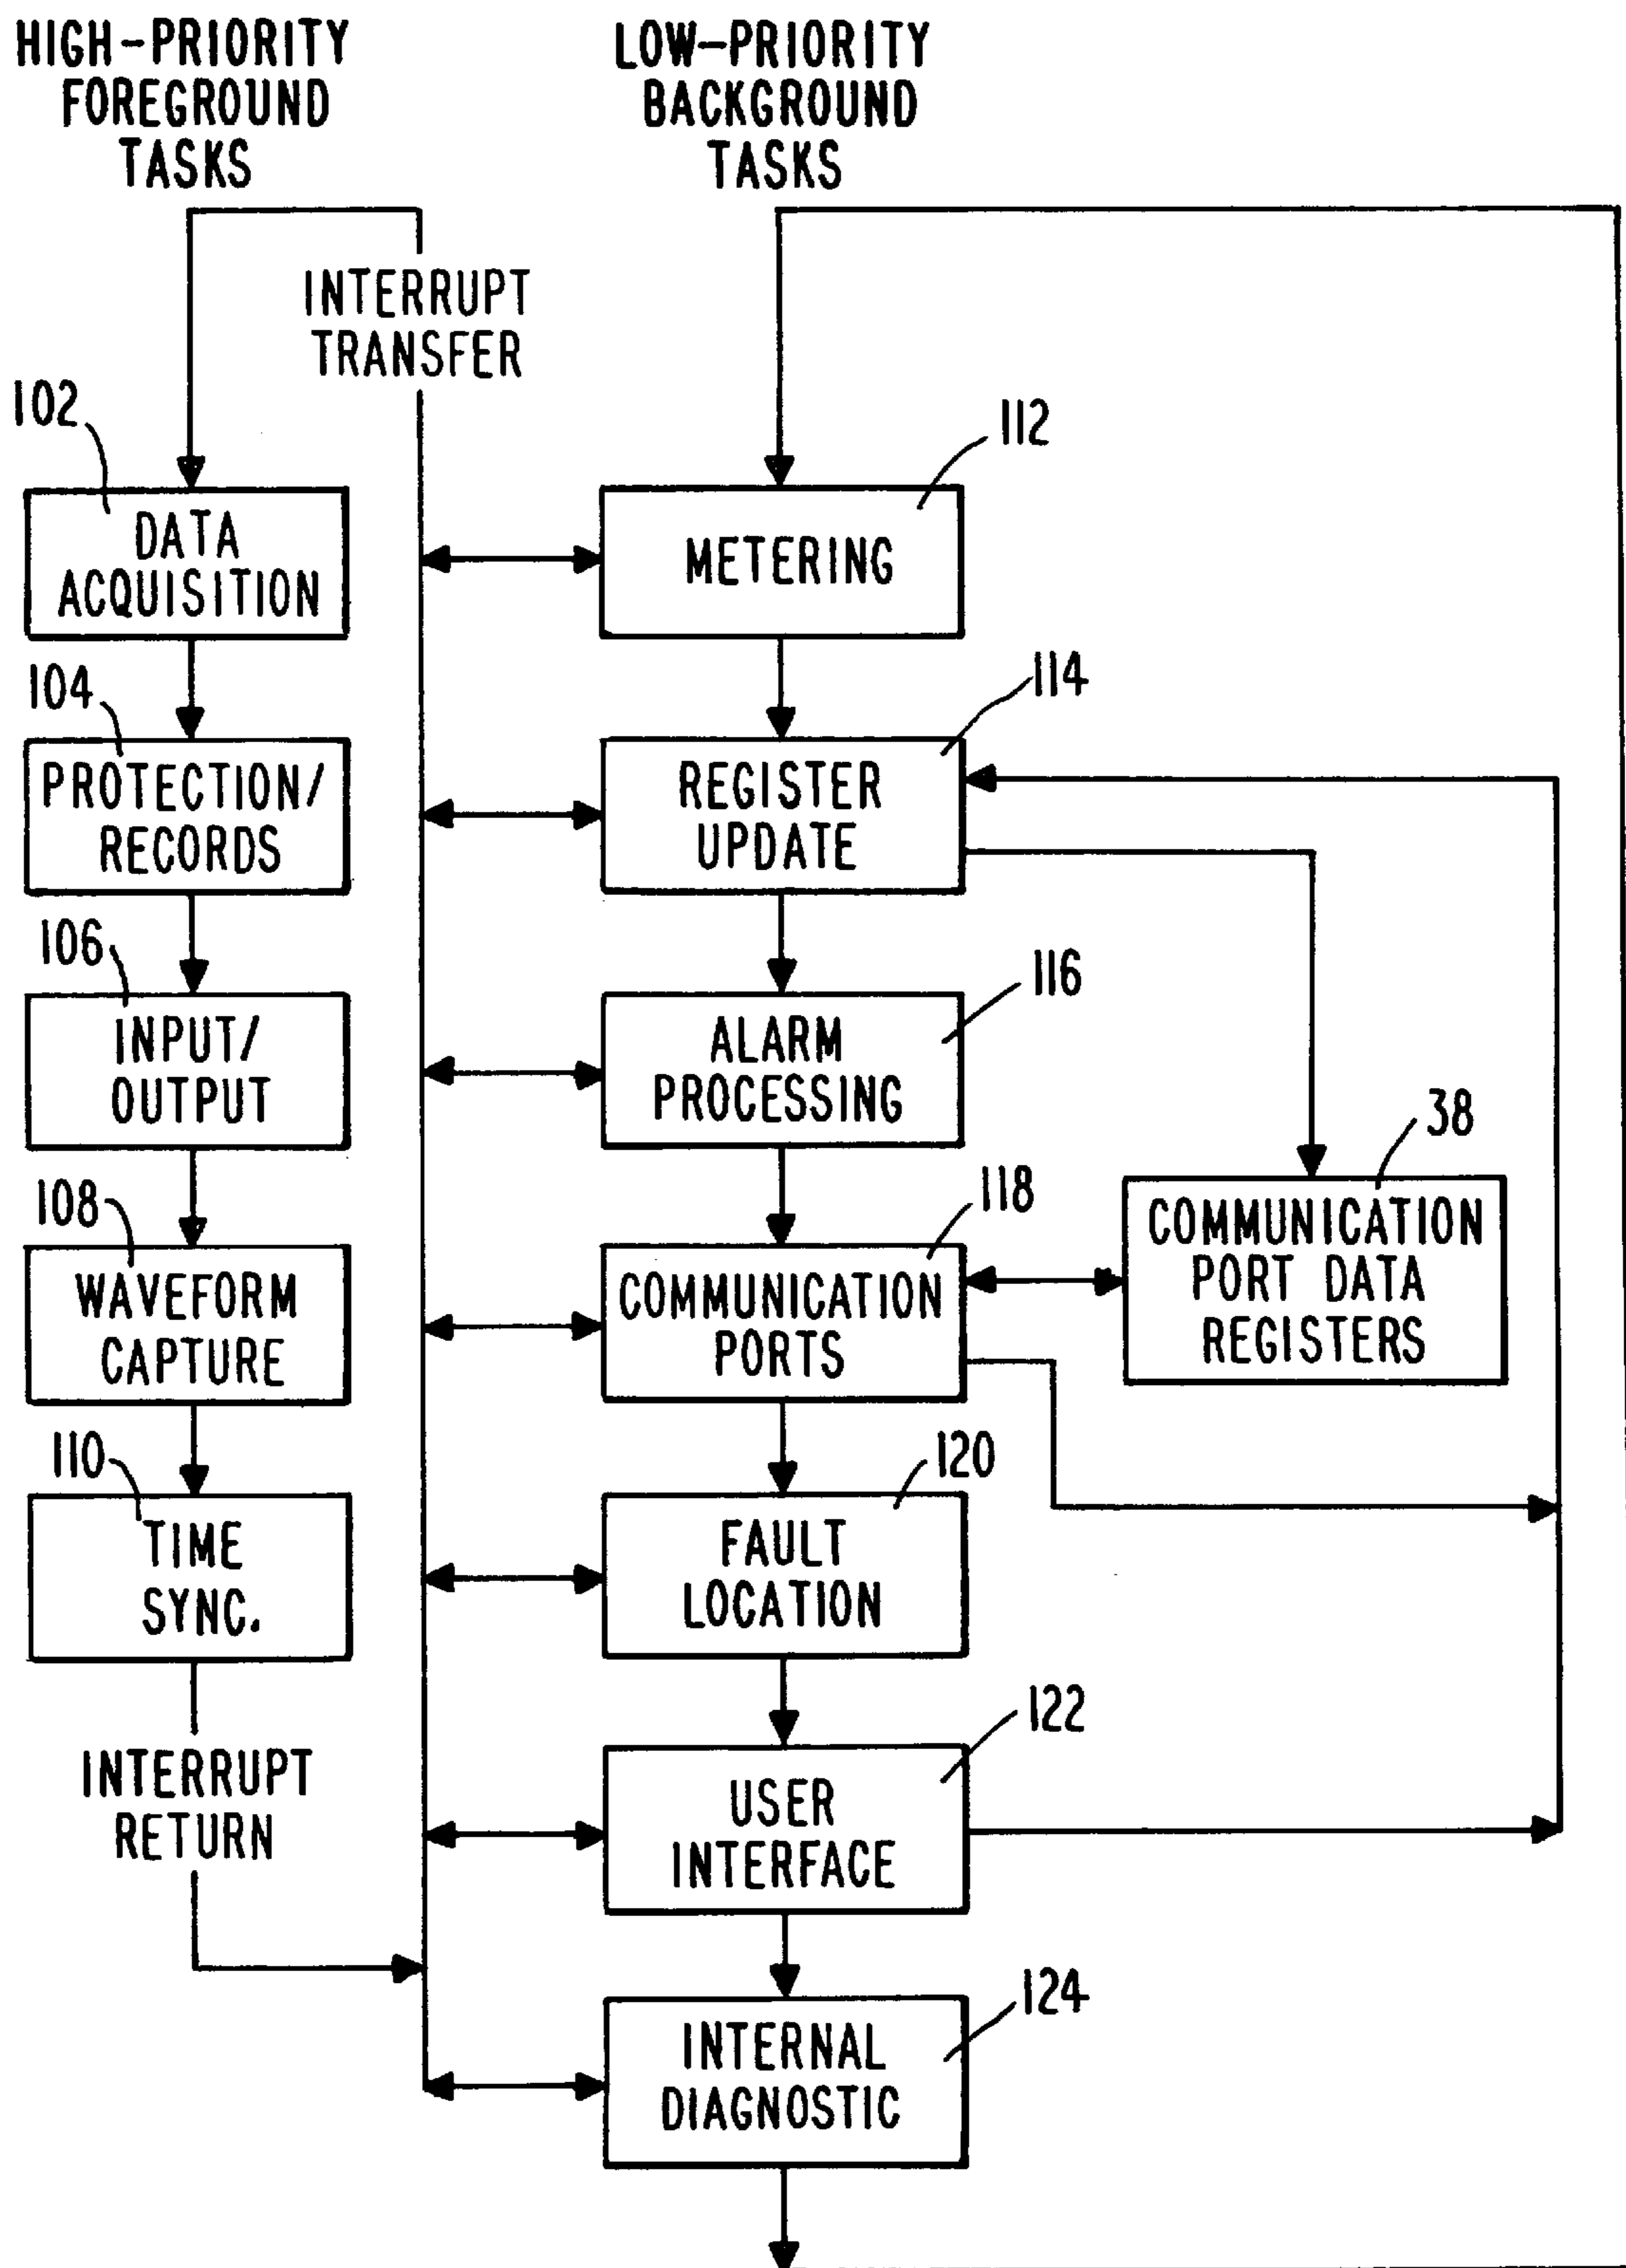 HIGH-PRIORITY
FOREGROUND
TASKS
LOW-PRIORITY
BACKGROUND
TASKS
INTERRUPT
TRANSFER
102
DATA
ACQUISITION
112
METERING
104
PROTECTION/
RECORDS
114
REGISTER
UPDATE
106
INPUT/
OUTPUT
116
ALARM
PROCESSING
38
COMMUNICATION
PORT DATA
REGISTERS
108
WAVEFORM
CAPTURE
118
COMMUNICATION
PORTS
110
TIME
SYNC.
120
FAULT
LOCATION
INTERRUPT
RETURN
122
USER
INTERFACE
124
INTERNAL
DIAGNOSTIC